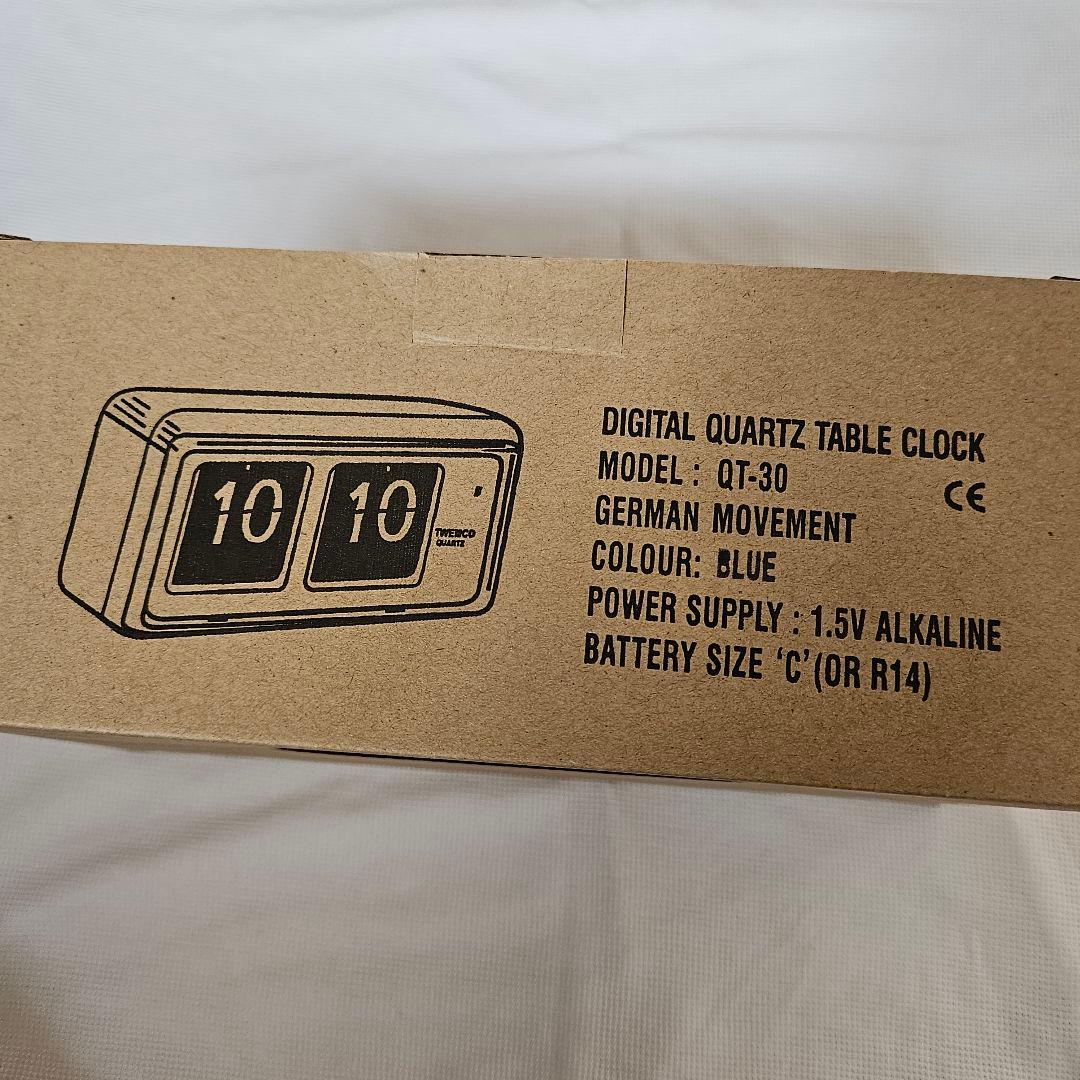 10 10
TWEMCO
QUARTZ
DIGITAL QUARTZ TABLE CLOCK
MODEL : QT-30
CE
GERMAN MOVEMENT
COLOUR: BLUE
POWER SUPPLY : 1.5V ALKALINE
BATTERY SIZE ‘C’ (OR R14)